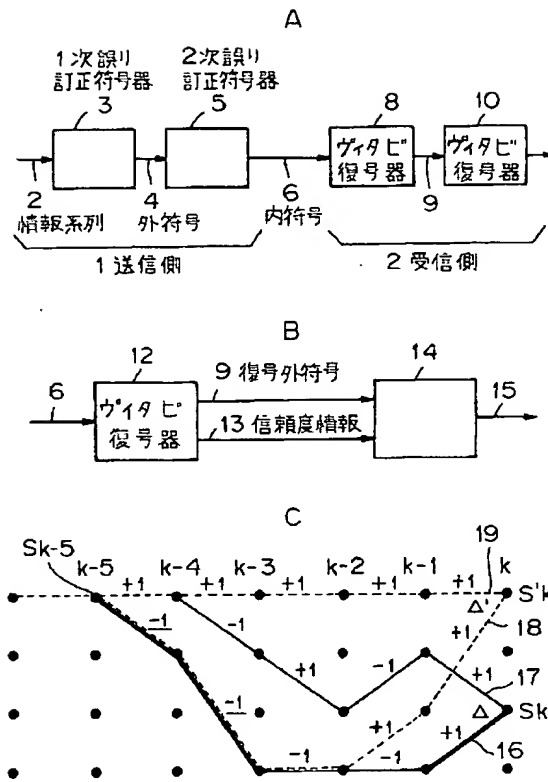 A
1次誤り 2次誤り
訂正符号器 訂正符号器
3 5 8 10
ヴィタビ ヴィタビ
復号器 復号器
2 4 6 9
情報系列 外符号 内符号
1 送信側 2 受信側
B
12 14
9 復号外符号
6 15
ヴィタビ
復号器
13 信頼度情報
C
19
Sk-5 k-5 k-4 k-3 k-2 k-1 k
+1 +1 +1 +1 +1 S'k
Δ' 18
-1 -1 +1
+1 -1 +1 17
-1 +1 Δ Sk
-1 -1 +1 16